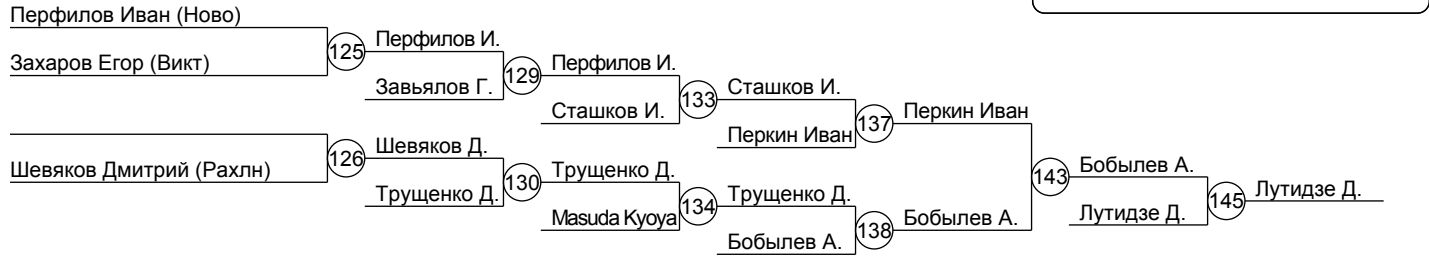 Перфилов Иван (Ново)
125
Перфилов И.
Захаров Егор (Викт)
129
Перфилов И.
Завьялов Г.
133
Сташков И.
Сташков И.
137
Перкин Иван
Перкин Иван
Шевяков Д.
126
Шевяков Дмитрий (Рахлн)
130
Трущенко Д.
Трущенко Д.
134
Трущенко Д.
Masuda Kyoya
138
Бобылев А.
Бобылев А.
143
Бобылев А.
145
Лутидзе Д.
Лутидзе Д.